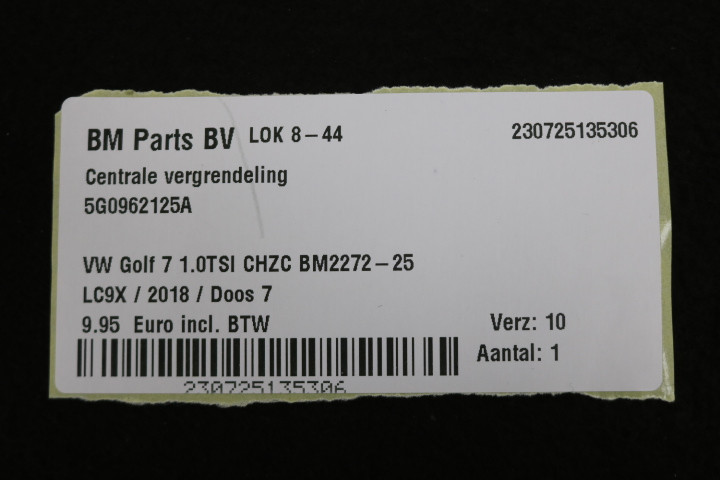 BM Parts BV LOK 8-44 230725135306
Centrale vergrendeling
5G0962125A
VW Golf 7 1.0TSI CHZC BM2272-25
LC9X / 2018 / Doos 7
9.95 Euro incl. BTW Verz: 10
Aantal: 1
230725135306